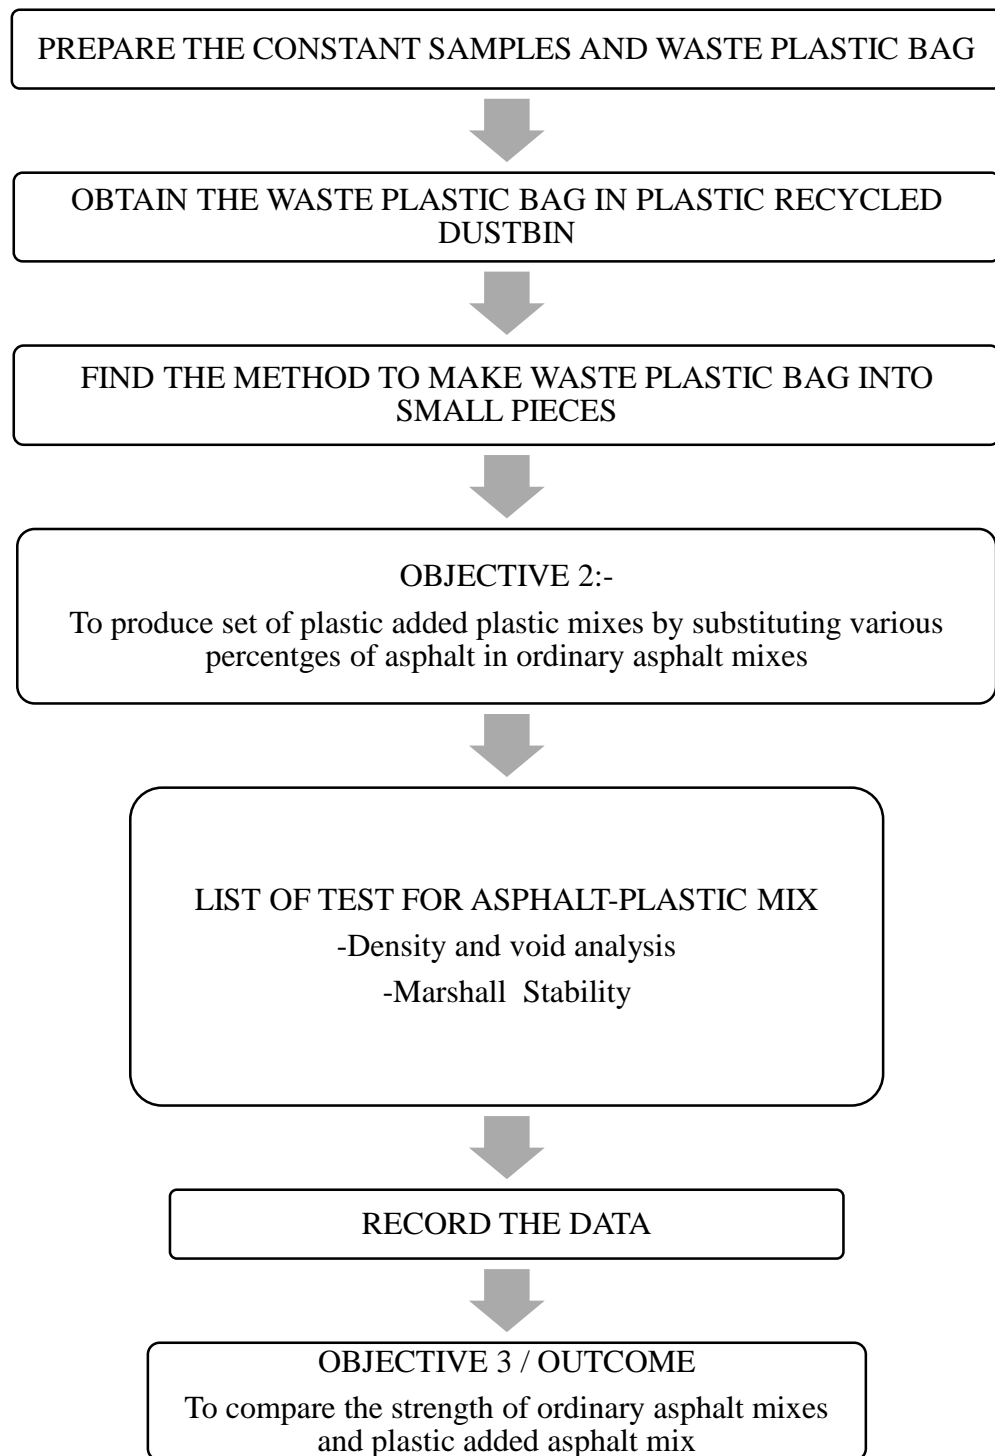 PREPARE THE CONSTANT SAMPLES AND WASTE PLASTIC BAG
OBTAIN THE WASTE PLASTIC BAG IN PLASTIC RECYCLED
DUSTBIN
FIND THE METHOD TO MAKE WASTE PLASTIC BAG INTO
SMALL PIECES
OBJECTIVE 2:-
To produce set of plastic added plastic mixes by substituting various
percentges of asphalt in ordinary asphalt mixes
LIST OF TEST FOR ASPHALT-PLASTIC MIX
-Density and void analysis
-Marshall Stability
RECORD THE DATA
OBJECTIVE 3 / OUTCOME
To compare the strength of ordinary asphalt mixes
and plastic added asphalt mix